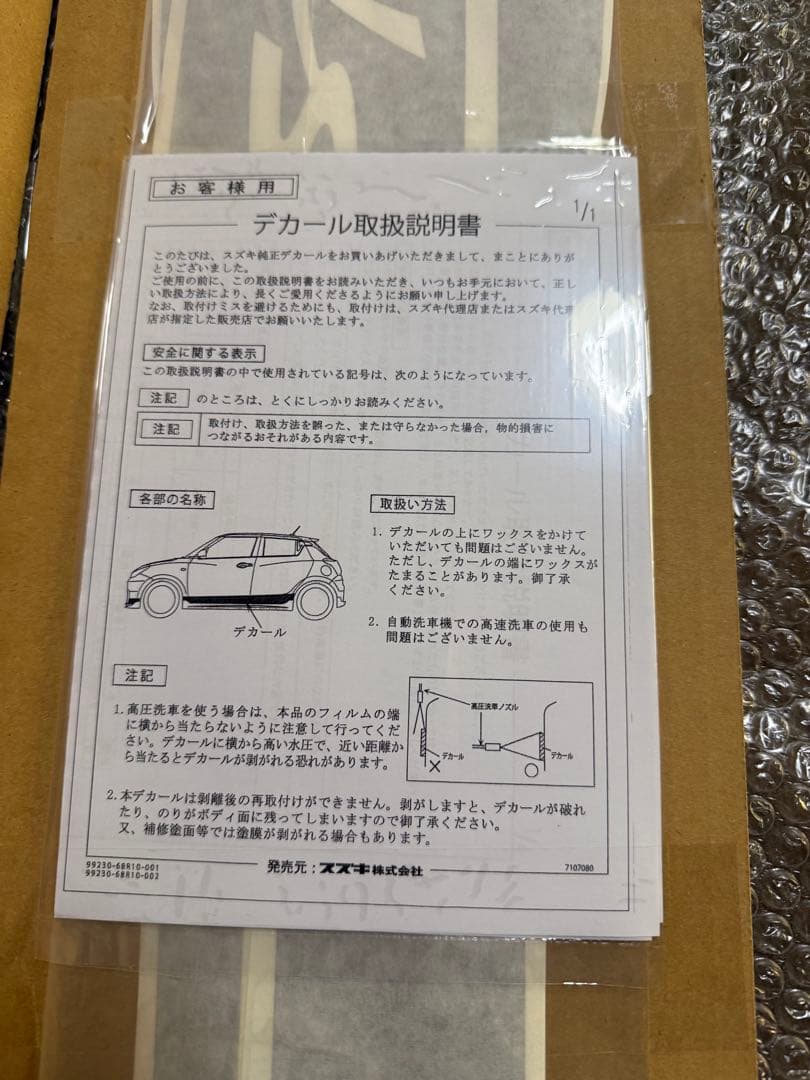 お客様用
1/1
デカール取扱説明書
このたびは、スズキ純正デカールをお買いあげいただきまして、まことにありが
とうございました。
ご使用の前に、この取扱説明書をお読みいただき、いつもお手元において、正し
い取扱方法により、長くご愛用くださるようにお願い申し上げます。
なお、取付けミスを避けるためにも、取付けは、スズキ代理店またはスズキ代理
店が指定した販売店でお願いいたします。
安全に関する表示
この取扱説明書の中で使用されている記号は、次のようになっています。
注記 のところは、とくにしっかりお読みください。
注記 取付け、取扱方法を誤った、または守らなかった場合，物的損害に
つながるおそれがある内容です。
各部の名称
デカール
取扱い方法
1. デカールの上にワックスをかけて
いただいても問題はございません。
ただし、デカールの端にワックスが
たまることがあります。御了承
ください。
2. 自動洗車機での高速洗車の使用も
問題はございません。
注記
1. 高圧洗車を使う場合は、本品のフィルムの端
に横から当たらないように注意して行ってくだ
さい。デカールに横から高い水圧で、近い距離か
ら当たるとデカールが剥がれる恐れがあります。
高圧洗車ノズル
デカール
デカール
2. 本デカールは剥離後の再取付けができません。剥がしますと、デカールが破れ
たり、のりがボディ面に残ってしまいますので御了承ください。
又、補修塗面等では塗膜が剥がれる場合もあります。
99230-68R10-001
99230-68R10-002
発売元：スズキ株式会社
7107080